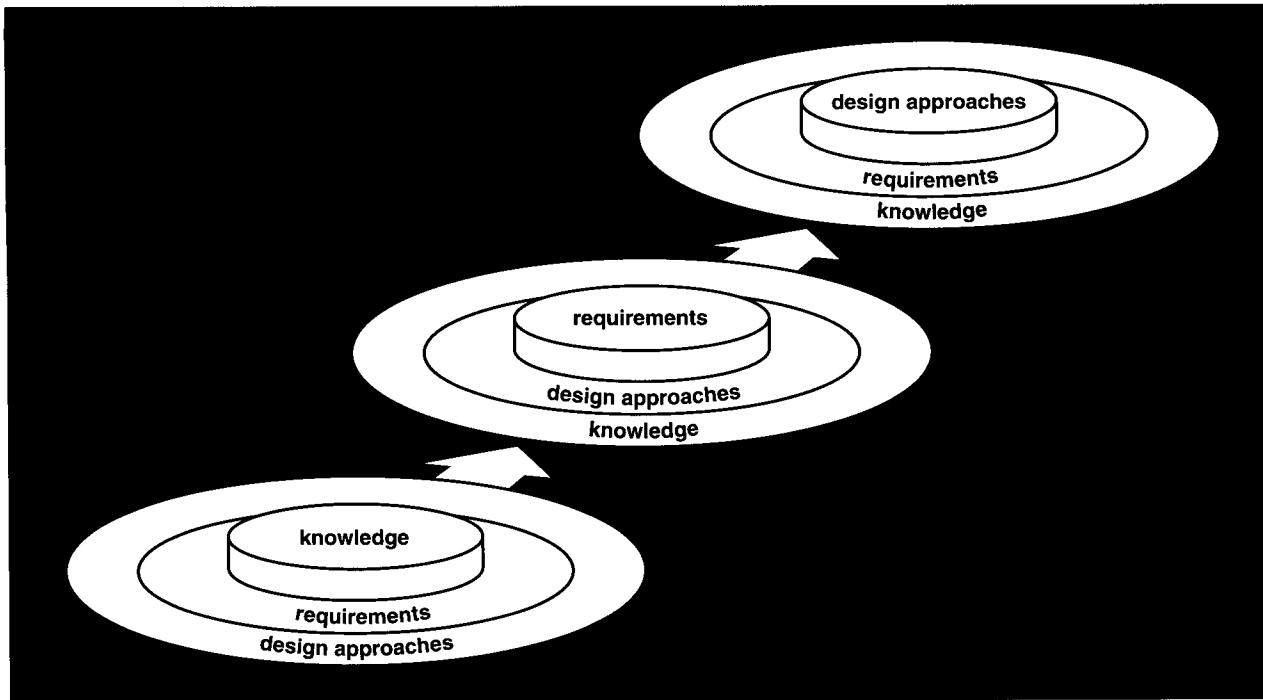 design approaches
requirements
knowledge
requirements
design approaches
knowledge
knowledge
requirements
design approaches